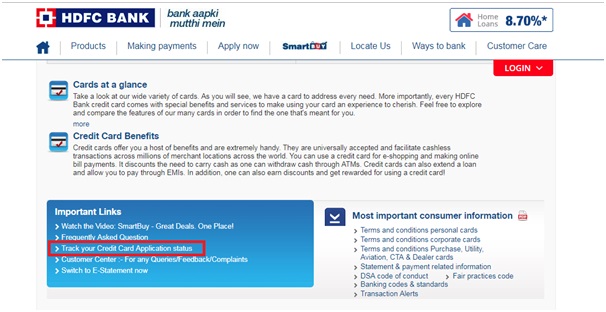 HDFC BANK
bank aapki
mutthi mein
Home
Loans 8.70%*
Products Making payments Apply now SmartBUY Locate Us Ways to bank Customer Care
LOGIN
Cards at a glance
Take a look at our wide variety of cards. As you will see, we have a card to address every need. More importantly, every HDFC
Bank credit card comes with special benefits and services to make using your card an experience to cherish. Feel free to explore
and compare the features of our many cards in order to find the one that's meant for you.
more
Credit Card Benefits
Credit cards offer you a host of benefits and are extremely handy. They are universally accepted and facilitate cashless
transactions across millions of merchant locations across the world. You can use a credit card for e-shopping and making online
bill payments. It discounts the need to carry cash as one can withdraw cash through ATMs. Credit cards can also extend a loan
and allow you to pay through EMIs. In addition, one can also earn discounts and get rewarded for using a credit card!
Important Links
Watch the Video: SmartBuy - Great Deals. One Place!
Frequently Asked Question
Track your Credit Card Application status
Customer Center :- For any Queries/Feedback/Complaints
Switch to E-Statement now
Most important consumer information
Terms and conditions personal cards
Terms and conditions corporate cards
Terms and conditions Purchase, Utility,
Aviation, CTA & Dealer cards
Statement & payment related information
DSA code of conduct Fair practices code
Banking codes & standards
Transaction Alerts